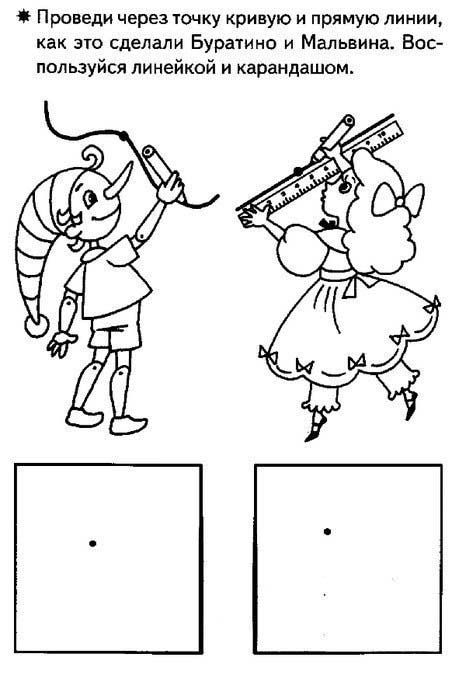 ✷ Проведи через точку кривую и прямую линии,
как это сделали Буратино и Мальвина. Вос-
пользуйся линейкой и карандашом.